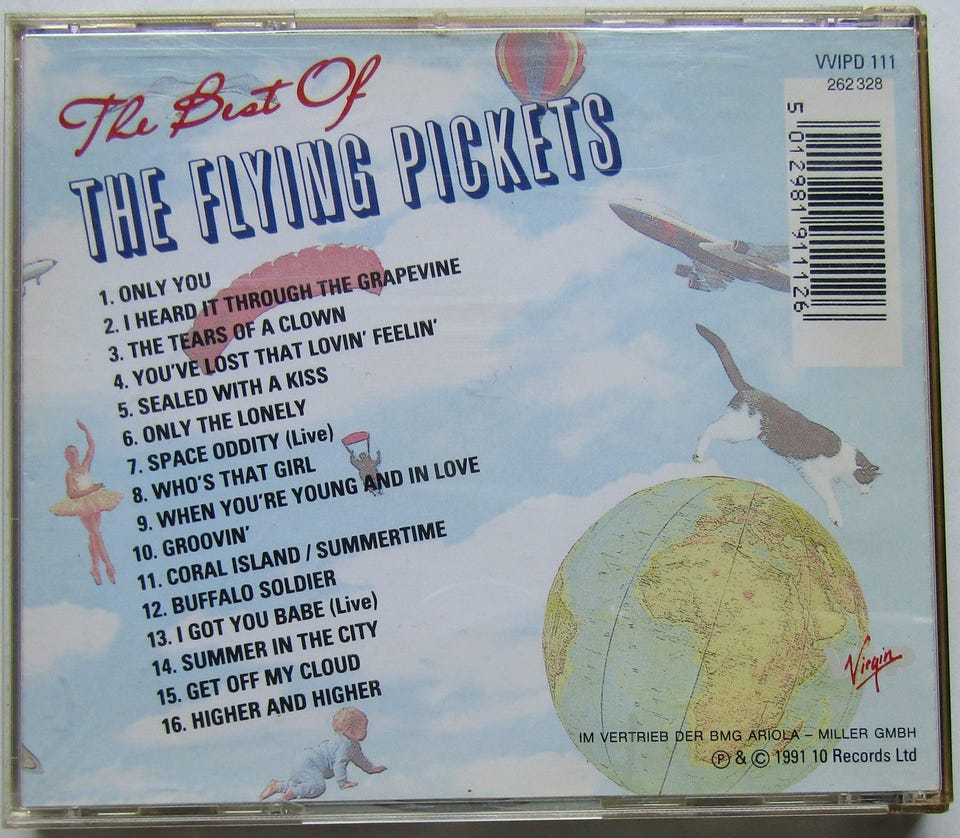 The Best Of
THE FLYING PICKETS
VVIPD 111
262 328
5 012981 911126
1. ONLY YOU
2. I HEARD IT THROUGH THE GRAPEVINE
3. THE TEARS OF A CLOWN
4. YOU'VE LOST THAT LOVIN' FEELIN'
5. SEALED WITH A KISS
6. ONLY THE LONELY
7. SPACE ODDITY (Live)
8. WHO'S THAT GIRL
9. WHEN YOU'RE YOUNG AND IN LOVE
10. GROOVIN'
11. CORAL ISLAND / SUMMERTIME
12. BUFFALO SOLDIER
13. I GOT YOU BABE (Live)
14. SUMMER IN THE CITY
15. GET OFF MY CLOUD
16. HIGHER AND HIGHER
Virgin
IM VERTRIEB DER BMG ARIOLA – MILLER GMBH
Ⓟ & © 1991 10 Records Ltd